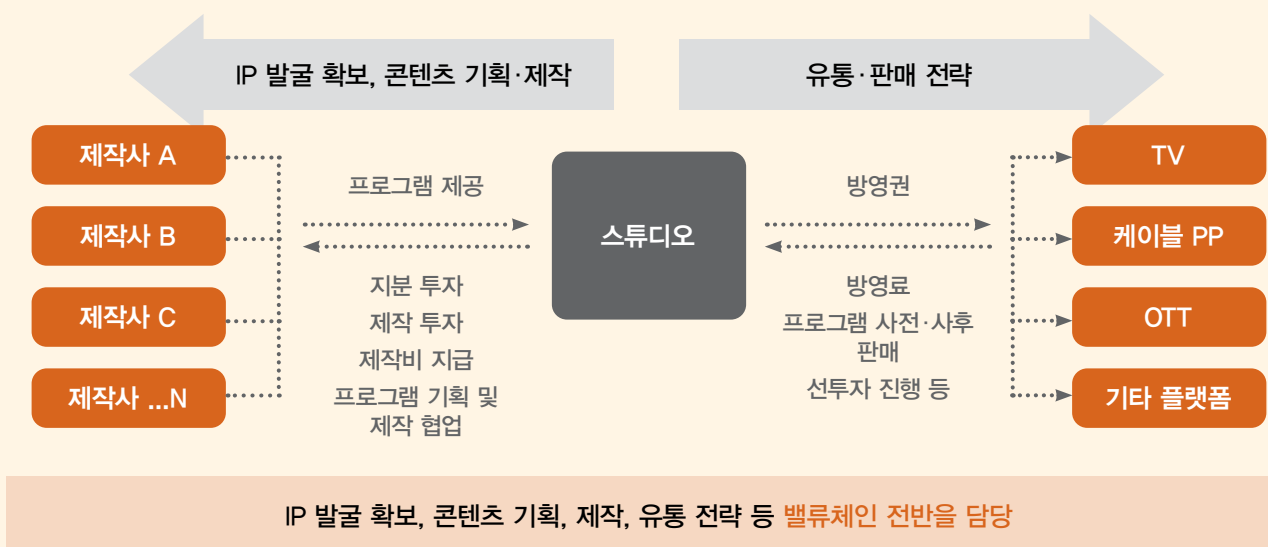 IP 발굴 확보, 콘텐츠 기획·제작
유통·판매 전략
제작사 A
제작사 B
제작사 C
제작사 ...N
프로그램 제공
지분 투자
제작 투자
제작비 지급
프로그램 기획 및
제작 협업
스튜디오
방영권
방영료
프로그램 사전·사후
판매
선투자 진행 등
TV
케이블 PP
OTT
기타 플랫폼
IP 발굴 확보, 콘텐츠 기획, 제작, 유통 전략 등 밸류체인 전반을 담당